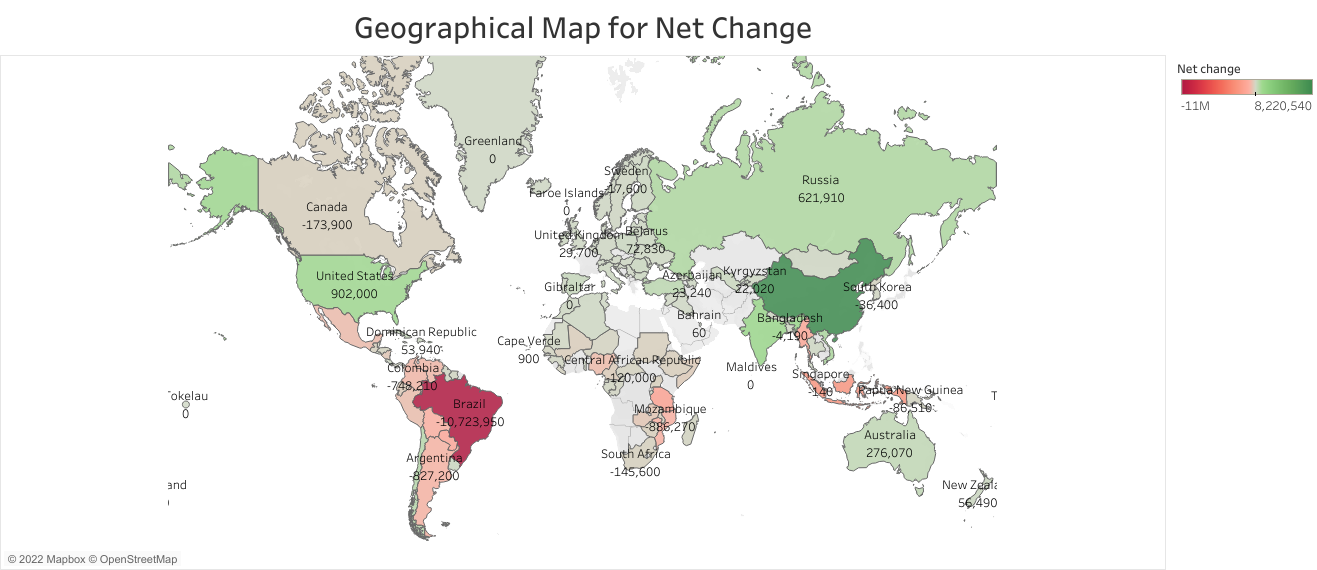 Geographical Map for Net Change
Net change
-11M
8,220,540
Greenland
0
Sweden
-17,600
Faroe Islands
0
Russia
621,910
Canada
-173,900
United Kingdom
29,700
Belarus
72,830
United States
902,000
Azerbaijan
23,240
Kyrgyzstan
22,020
Gibraltar
0
South Korea
-36,400
Bahrain
60
Bangladesh
-4,190
Dominican Republic
53,940
Cape Verde
900
Central African Republic
-120,000
Maldives
0
Colombia
-748,210
Singapore
-140
Papua New Guinea
-86,510
Tokelau
0
T
Brazil
-10,723,950
Mozambique
-886,270
Australia
276,070
Argentina
-827,200
South Africa
-145,600
and
New Zeala
56,490
© 2022 Mapbox © OpenStreetMap